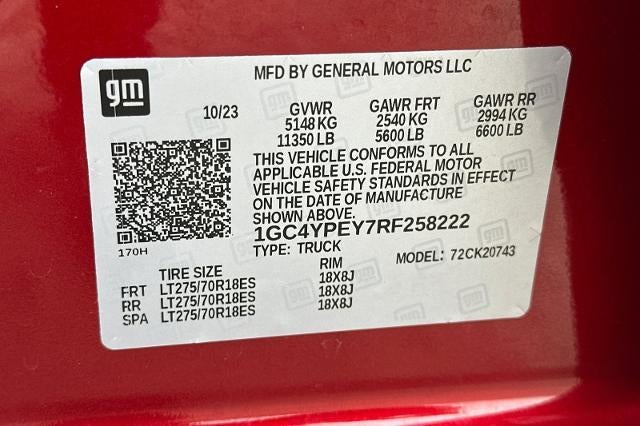 gm
MFD BY GENERAL MOTORS LLC
10/23
GVWR GAWR FRT GAWR RR
5148 KG 2540 KG 2994 KG
11350 LB 5600 LB 6600 LB
THIS VEHICLE CONFORMS TO ALL
APPLICABLE U.S. FEDERAL MOTOR
VEHICLE SAFETY STANDARDS IN EFFECT
ON THE DATE OF MANUFACTURE
SHOWN ABOVE.
1GC4YPEY7RF258222
170H
TYPE: TRUCK MODEL: 72CK20743
TIRE SIZE RIM
FRT LT275/70R18ES 18X8J
RR LT275/70R18ES 18X8J
SPA LT275/70R18ES 18X8J